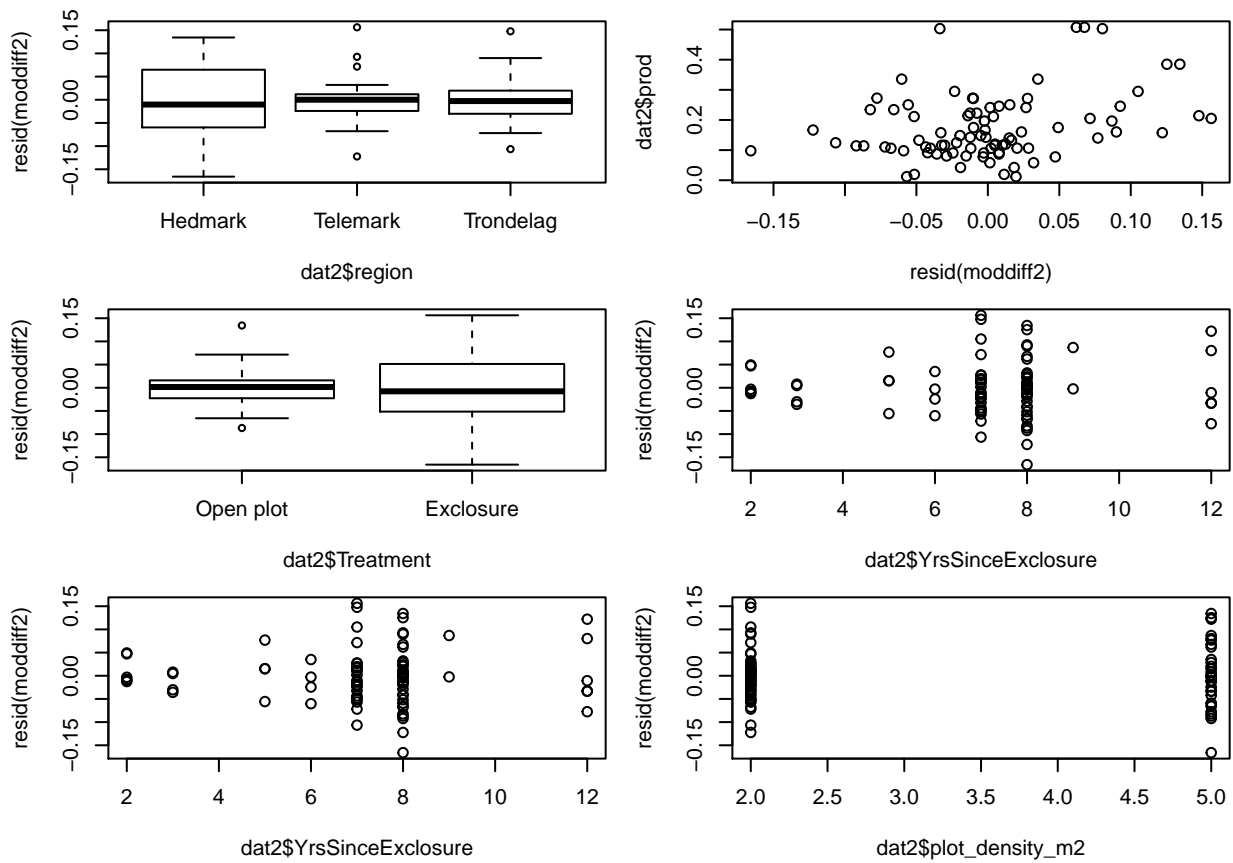 resid(moddiff2)
−0.15 0.00 0.15
Hedmark Telemark Trondelag
dat2$region
dat2$prod
0.0 0.2 0.4
−0.15 −0.05 0.00 0.05 0.10 0.15
resid(moddiff2)
resid(moddiff2)
−0.15 0.00 0.15
Open plot Exclosure
dat2$Treatment
resid(moddiff2)
−0.15 0.00 0.15
2 4 6 8 10 12
dat2$YrsSinceExclosure
resid(moddiff2)
−0.15 0.00 0.15
2 4 6 8 10 12
dat2$YrsSinceExclosure
resid(moddiff2)
−0.15 0.00 0.15
2.0 2.5 3.0 3.5 4.0 4.5 5.0
dat2$plot_density_m2